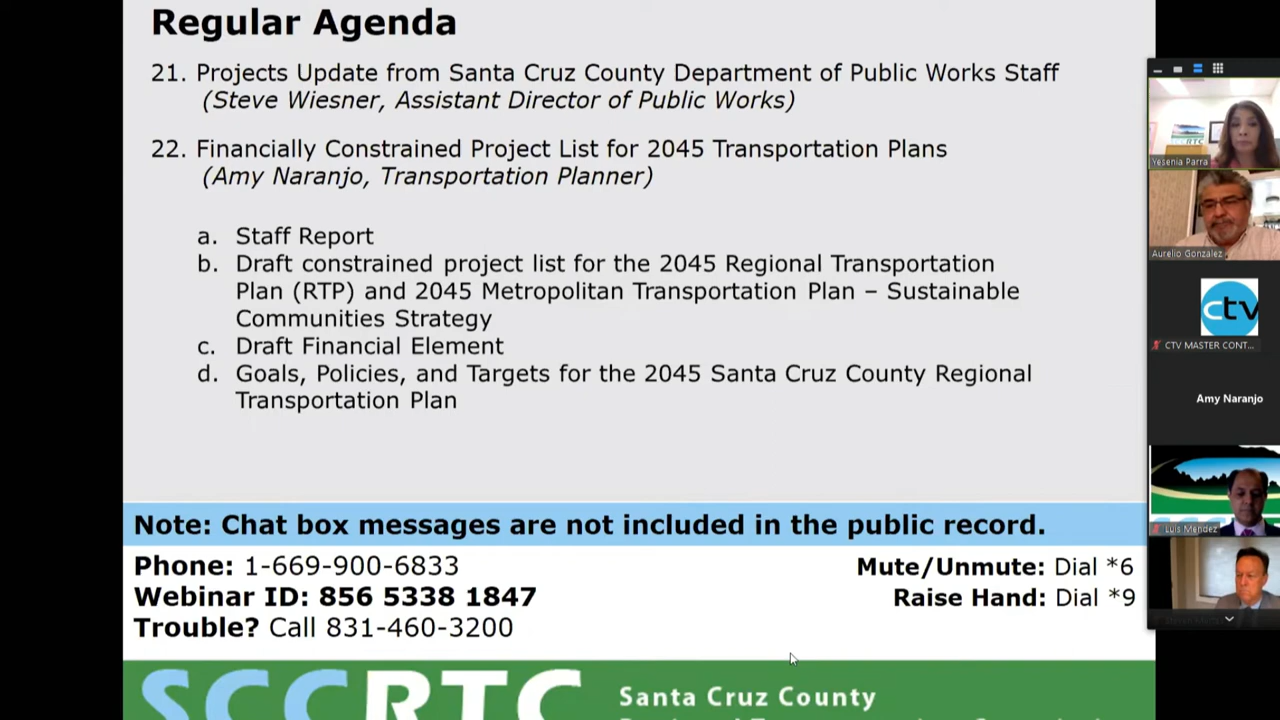 Regular Agenda
21. Projects Update from Santa Cruz County Department of Public Works Staff
(Steve Wiesner, Assistant Director of Public Works)
22. Financially Constrained Project List for 2045 Transportation Plans
(Amy Naranjo, Transportation Planner)
a. Staff Report
b. Draft constrained project list for the 2045 Regional Transportation
Plan (RTP) and 2045 Metropolitan Transportation Plan – Sustainable
Communities Strategy
c. Draft Financial Element
d. Goals, Policies, and Targets for the 2045 Santa Cruz County Regional
Transportation Plan
Note: Chat box messages are not included in the public record.
Phone: 1-669-900-6833
Mute/Unmute: Dial *6
Webinar ID: 856 5338 1847
Raise Hand: Dial *9
Trouble? Call 831-460-3200
SCCRTC
Santa Cruz County
Yesenia Parra
Aurelio Gonzalez
ctv
CTV MASTER CONT...
Amy Naranjo
Luis Mendez